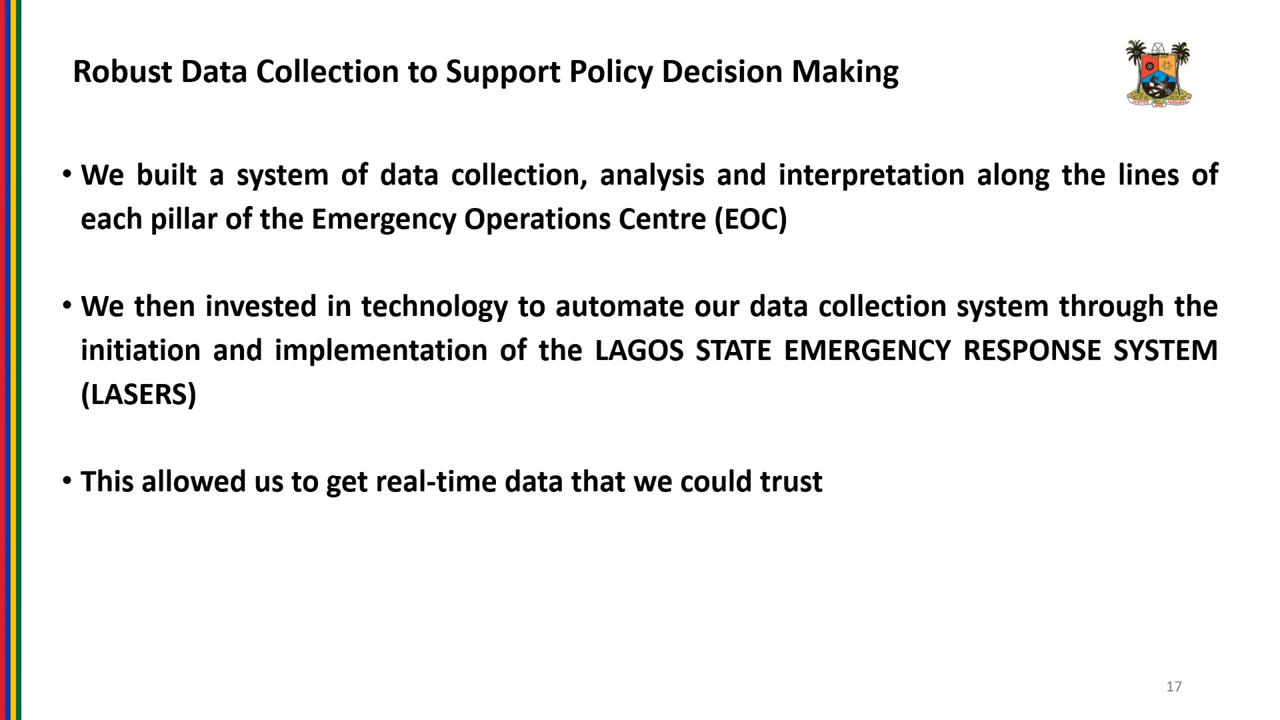 Robust Data Collection to Support Policy Decision Making
• We built a system of data collection, analysis and interpretation along the lines of
each pillar of the Emergency Operations Centre (EOC)
• We then invested in technology to automate our data collection system through the
initiation and implementation of the LAGOS STATE EMERGENCY RESPONSE SYSTEM
(LASERS)
• This allowed us to get real-time data that we could trust
17